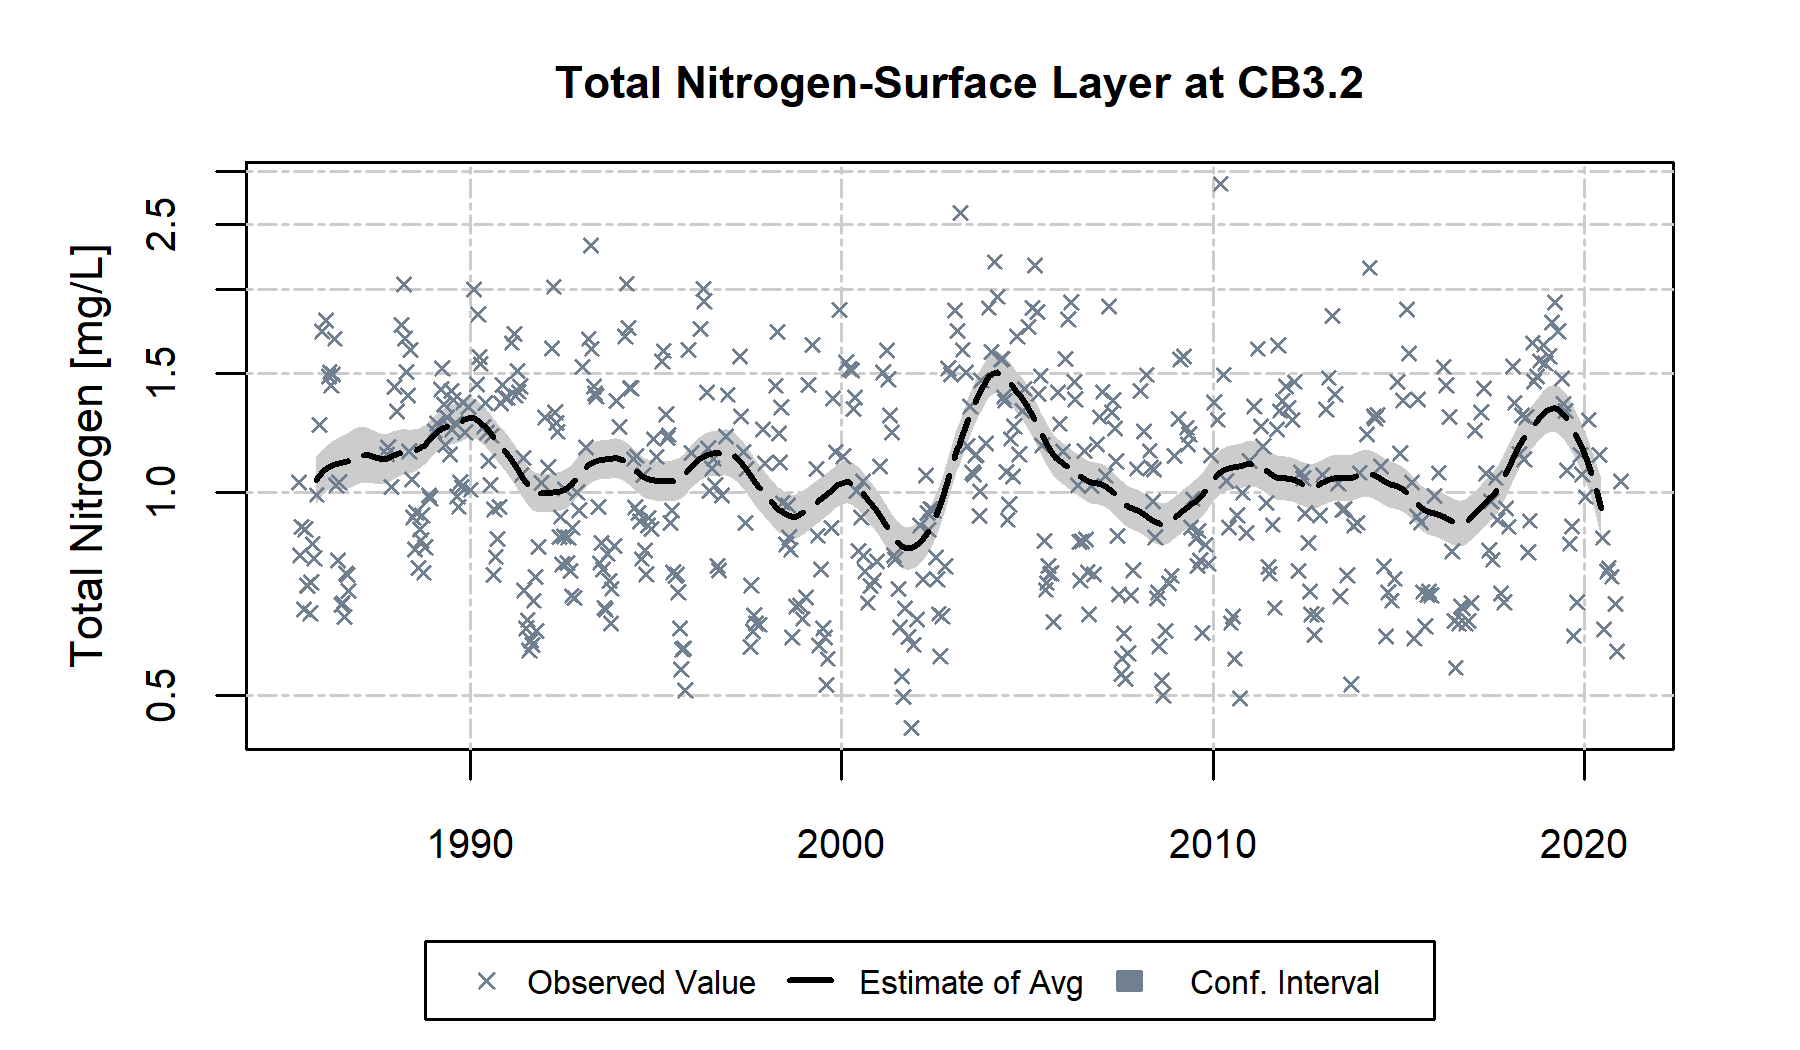 Total Nitrogen-Surface Layer at CB3.2
Total Nitrogen [mg/L]
2.5
1.5
1.0
0.5
1990 2000 2010 2020
Observed Value Estimate of Avg Conf. Interval